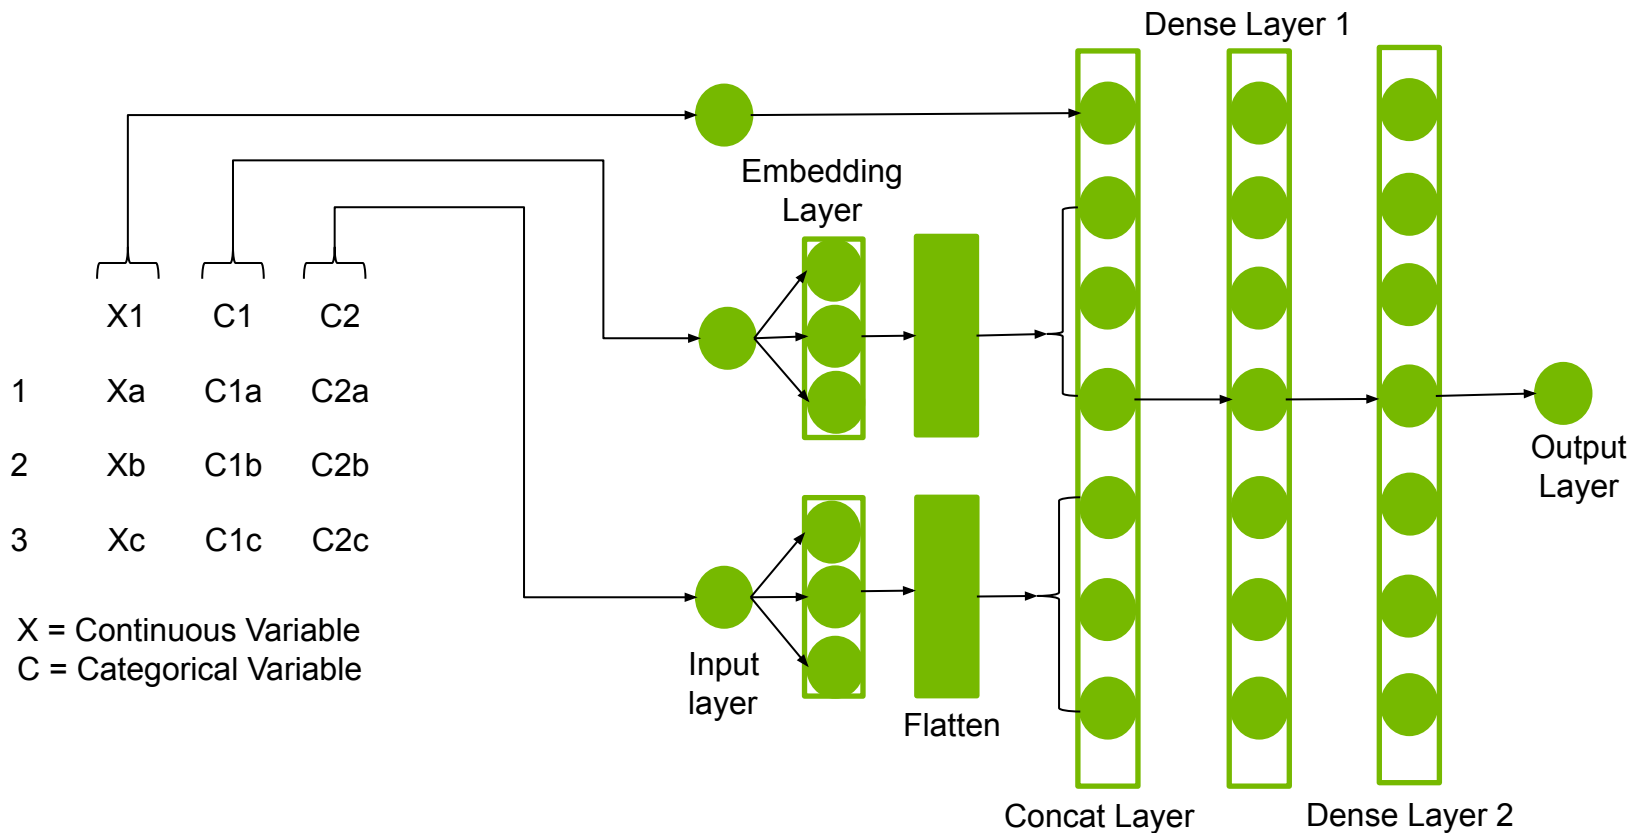 Dense Layer 1
Embedding
Layer
X1 C1 C2
1 Xa C1a C2a
2 Xb C1b C2b
3 Xc C1c C2c
X = Continuous Variable
C = Categorical Variable
Input
layer
Flatten
Concat Layer
Dense Layer 2
Output
Layer